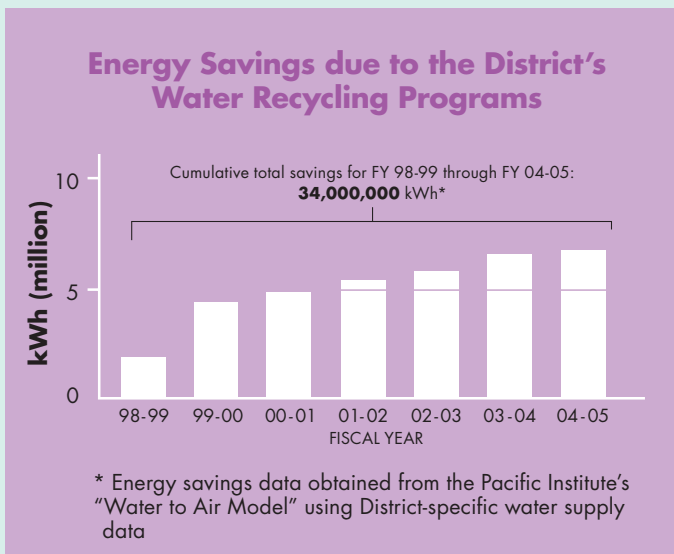 Energy Savings due to the District's
Water Recycling Programs
Cumulative total savings for FY 98-99 through FY 04-05:
34,000,000 kWh*
kWh (million)
10
5
0
98-99 99-00 00-01 01-02 02-03 03-04 04-05
FISCAL YEAR
* Energy savings data obtained from the Pacific Institute's
“Water to Air Model” using District-specific water supply
data